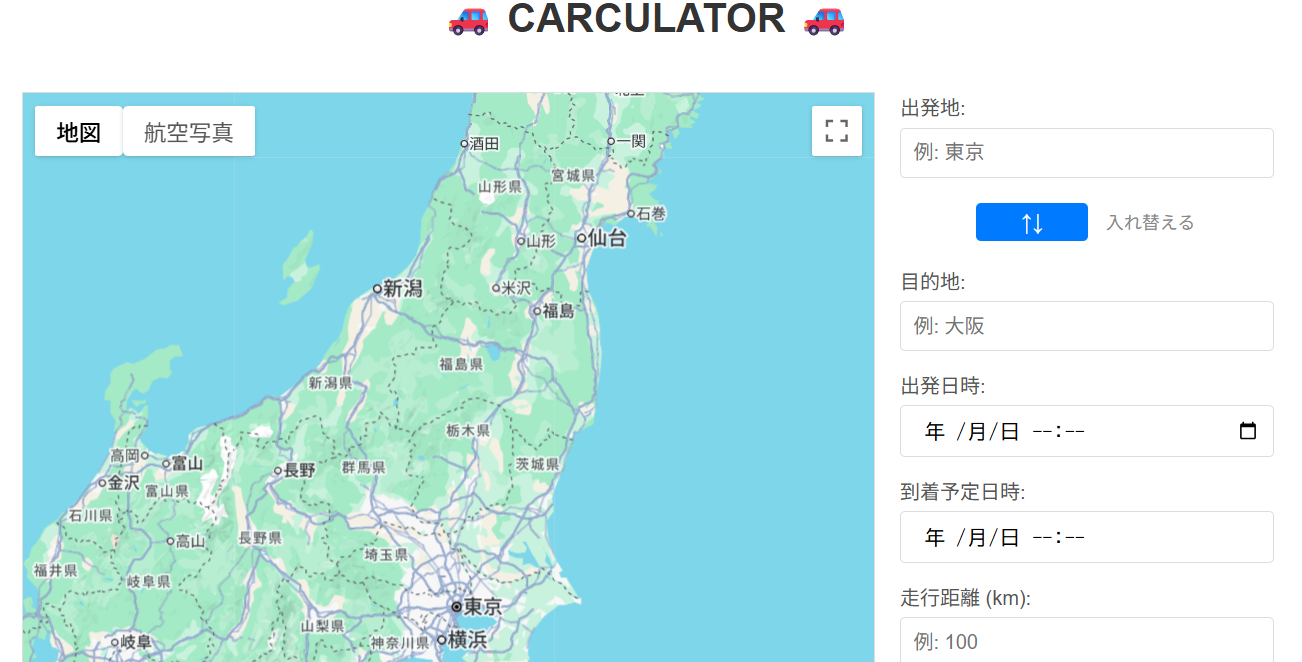 CARCULATOR
地図
航空写真
酒田
一関
宮城県
山形県
石巻
山形
仙台
新潟
米沢
福島
福島県
新潟県
栃木県
高岡
富山
長野
群馬県
茨城県
金沢
富山県
石川県
高山
長野県
埼玉県
福井県
岐阜県
東京
山梨県
岐阜
神奈川県
横浜
出発地:
例: 東京
↑↓ 入れ替える
目的地:
例: 大阪
出発日時:
年 /月/日 --:--
到着予定日時:
年 /月/日 --:--
走行距離 (km):
例: 100